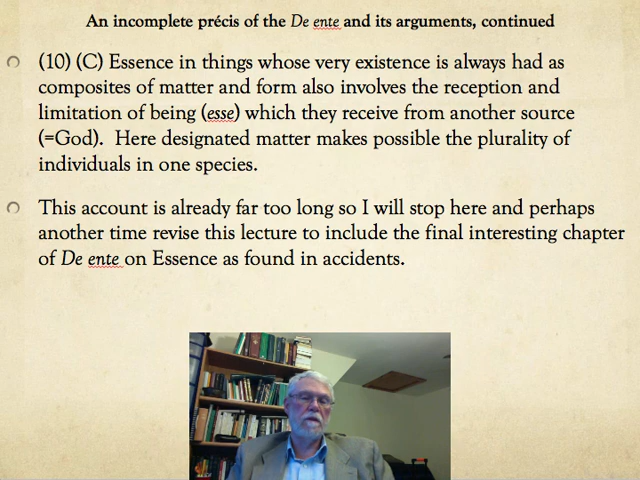 An incomplete précis of the De ente and its arguments, continued
(10) (C) Essence in things whose very existence is always had as
composites of matter and form also involves the reception and
limitation of being (esse) which they receive from another source
(=God).  Here designated matter makes possible the plurality of
individuals in one species.
This account is already far too long so I will stop here and perhaps
another time revise this lecture to include the final interesting chapter
of De ente on Essence as found in accidents.